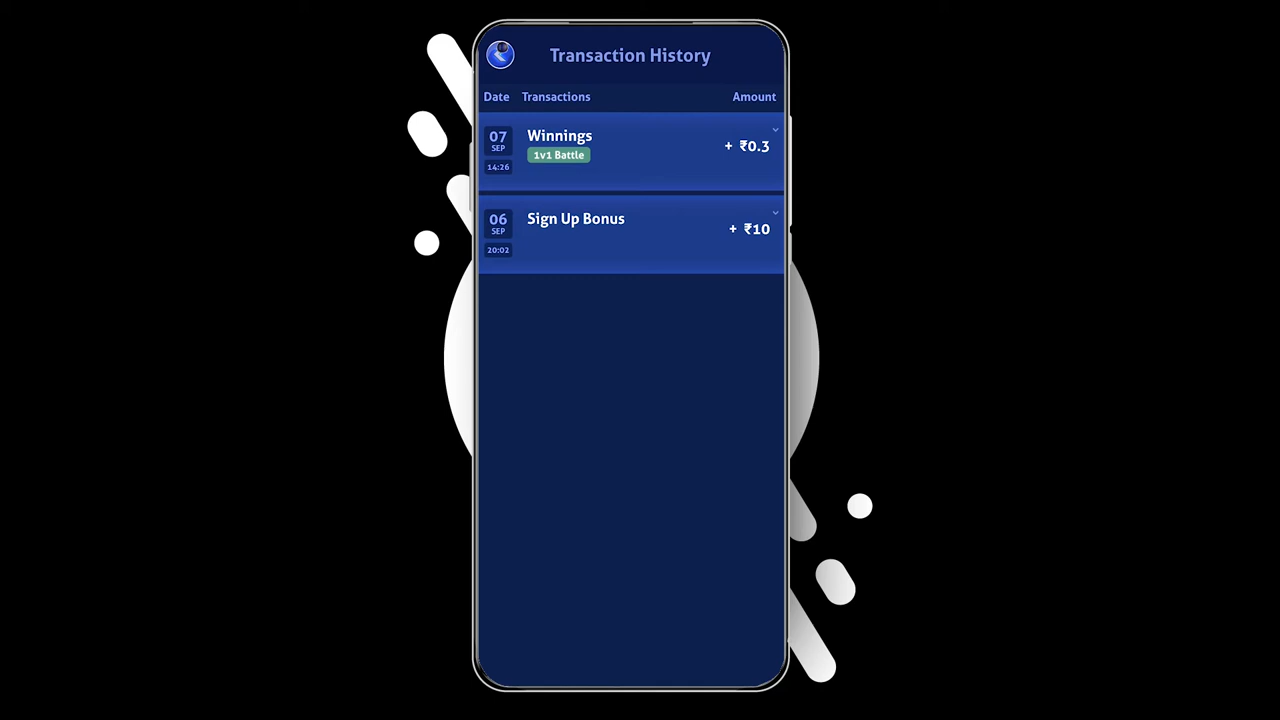 Transaction History
Date Transactions Amount
07 Winnings + ₹0.3
SEP 1v1 Battle
14:26
06 Sign Up Bonus + ₹10
SEP
20:02